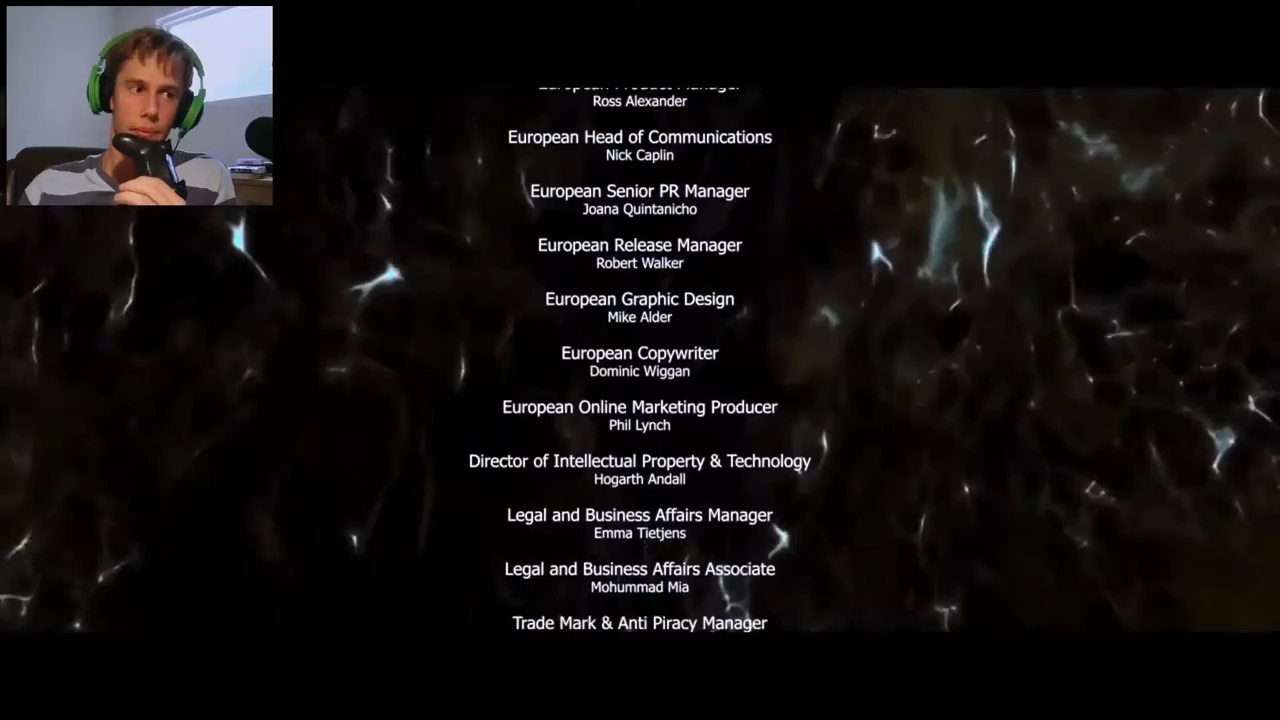 European Product Manager
Ross Alexander
European Head of Communications
Nick Caplin
European Senior PR Manager
Joana Quintanicho
European Release Manager
Robert Walker
European Graphic Design
Mike Alder
European Copywriter
Dominic Wiggan
European Online Marketing Producer
Phil Lynch
Director of Intellectual Property & Technology
Hogarth Andall
Legal and Business Affairs Manager
Emma Tietjens
Legal and Business Affairs Associate
Mohummad Mia
Trade Mark & Anti Piracy Manager